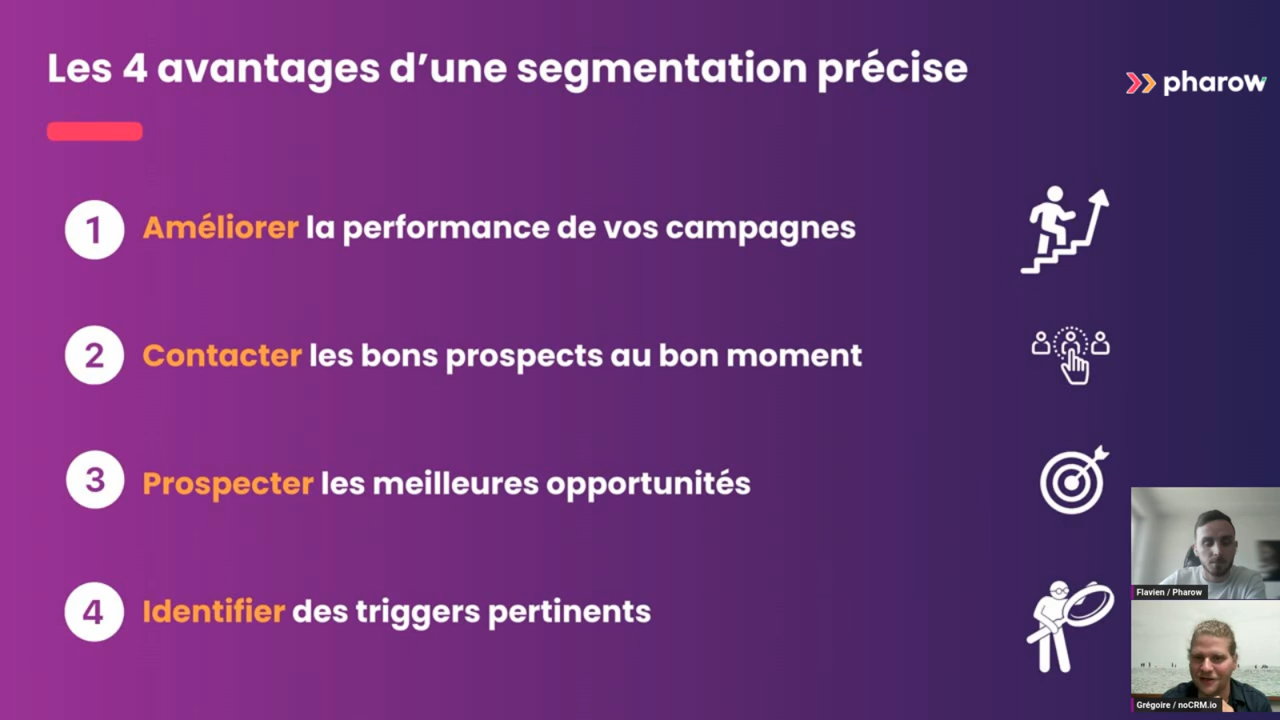 Les 4 avantages d’une segmentation précise
pharow
1 Améliorer la performance de vos campagnes
2 Contacter les bons prospects au bon moment
3 Prospecter les meilleures opportunités
4 Identifier des triggers pertinents
Flavien / Pharow
Grégoire / noCRM.io